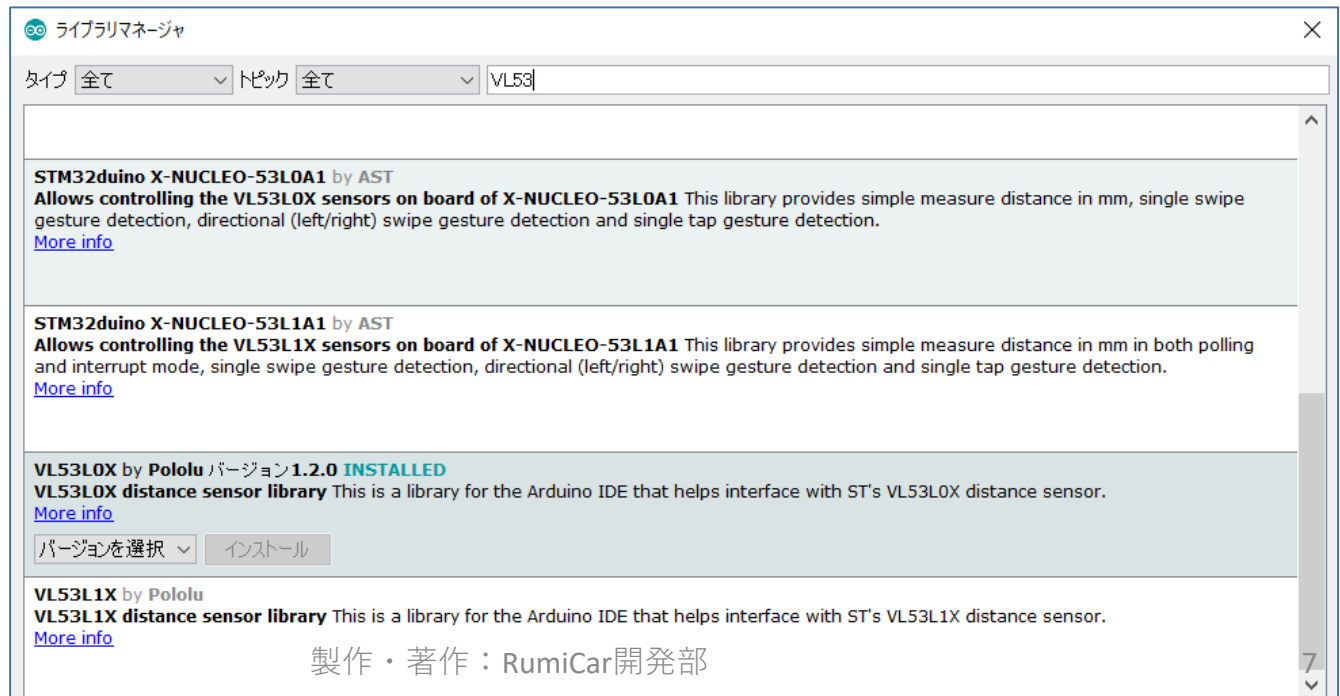 ライブラリマネージャ
タイプ 全て トピック 全て VL53
STM32duino X-NUCLEO-53L0A1 by AST
Allows controlling the VL53L0X sensors on board of X-NUCLEO-53L0A1 This library provides simple measure distance in mm, single swipe
gesture detection, directional (left/right) swipe gesture detection and single tap gesture detection.
More info
STM32duino X-NUCLEO-53L1A1 by AST
Allows controlling the VL53L1X sensors on board of X-NUCLEO-53L1A1 This library provides simple measure distance in mm in both polling
and interrupt mode, single swipe gesture detection, directional (left/right) swipe gesture detection and single tap gesture detection.
More info
VL53L0X by Pololu バージョン1.2.0 INSTALLED
VL53L0X distance sensor library This is a library for the Arduino IDE that helps interface with ST's VL53L0X distance sensor.
More info
バージョンを選択 インストール
VL53L1X by Pololu
VL53L1X distance sensor library This is a library for the Arduino IDE that helps interface with ST's VL53L1X distance sensor.
More info
製作・著作：RumiCar開発部 7